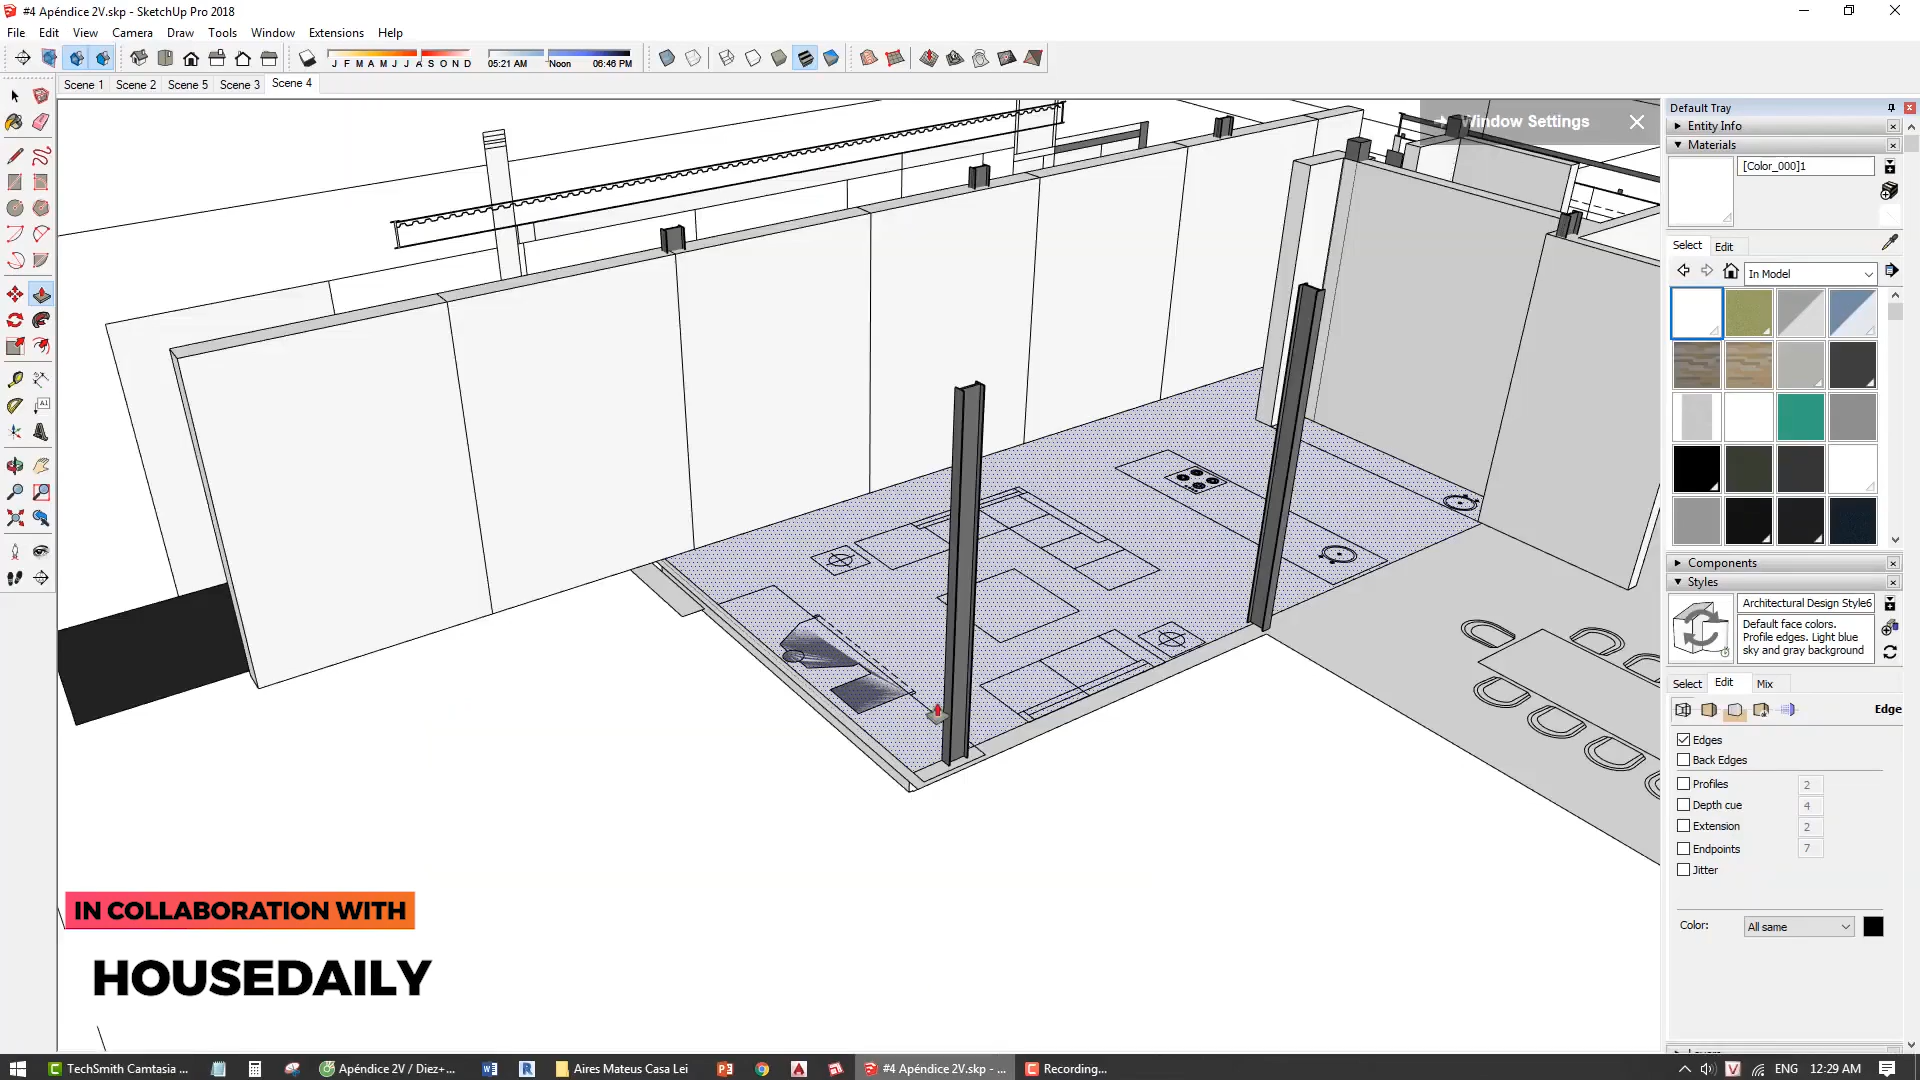 #4 Apéndice 2V.skp - SketchUp Pro 2018
File Edit View Camera Draw Tools Window Extensions Help
J F M A M J J A S O N D 05:21 AM Noon 06:46 PM
Scene 1 Scene 2 Scene 5 Scene 3 Scene 4
Window Settings
Default Tray
Entity Info
Materials
[Color_000]1
Select Edit
In Model
Components
Styles
Architectural Design Style6
Default face colors.
Profile edges. Light blue
sky and gray background
Select Edit Mix
Edge
Edges
Back Edges
Profiles 2
Depth cue 4
Extension 2
Endpoints 7
Jitter
Color: All same
IN COLLABORATION WITH
HOUSEDAILY
TechSmith Camtasia ... Apéndice 2V / Diez+... Aires Mateus Casa Lei #4 Apéndice 2V.skp - ... Recording... ENG 12:29 AM